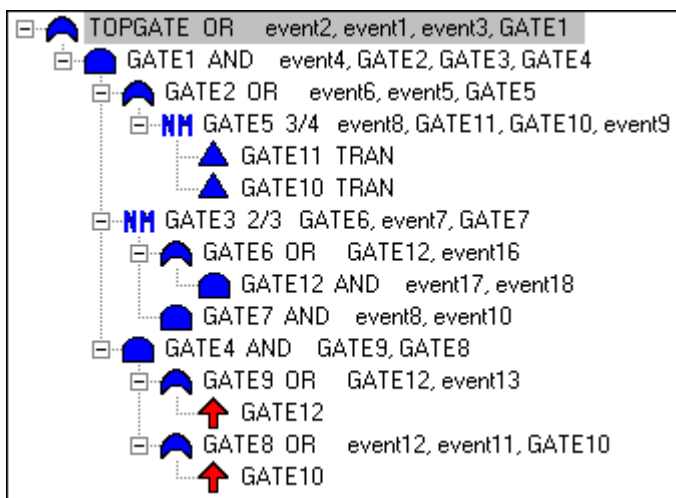 TOPGATE OR event2, event1, event3, GATE1
GATE1 AND event4, GATE2, GATE3, GATE4
GATE2 OR event6, event5, GATE5
NM GATE5 3/4 event8, GATE11, GATE10, event9
GATE11 TRAN
GATE10 TRAN
NM GATE3 2/3 GATE6, event7, GATE7
GATE6 OR GATE12, event16
GATE12 AND event17, event18
GATE7 AND event8, event10
GATE4 AND GATE9, GATE8
GATE9 OR GATE12, event13
GATE12
GATE8 OR event12, event11, GATE10
GATE10